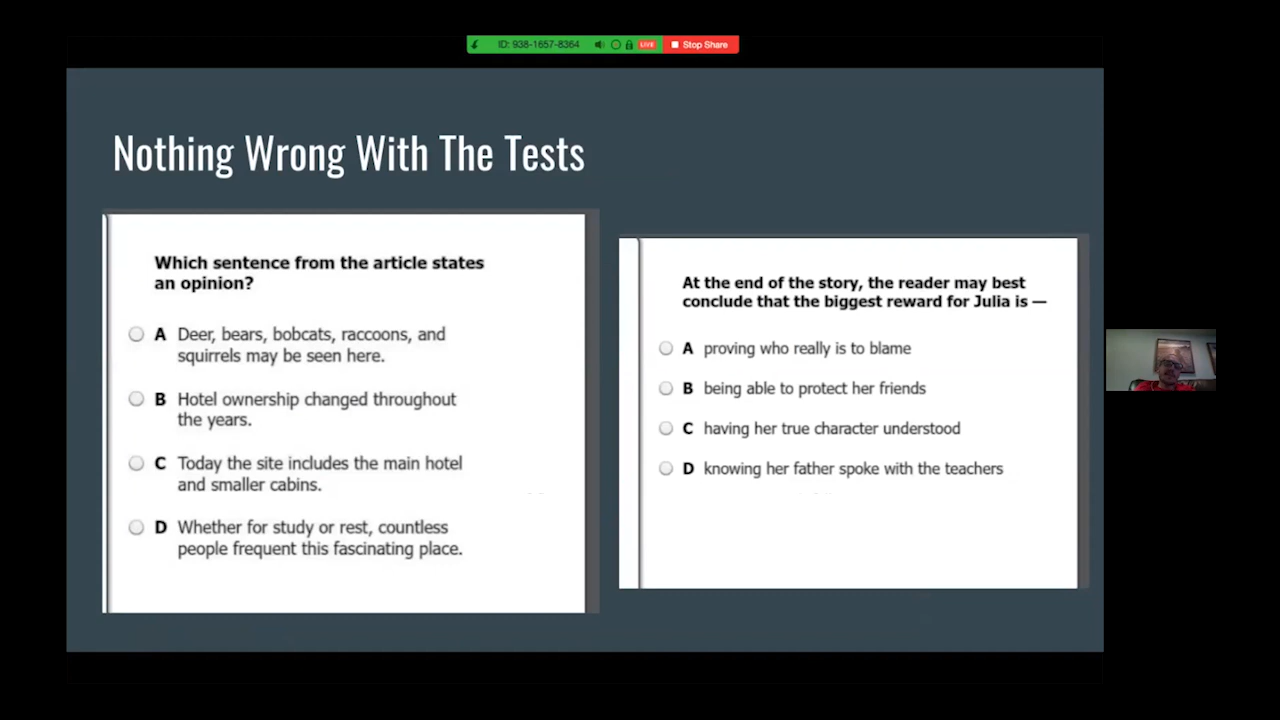 ID: 938-1657-8364 LIVE Stop Share
Nothing Wrong With The Tests
Which sentence from the article states
an opinion?
A Deer, bears, bobcats, raccoons, and
squirrels may be seen here.
B Hotel ownership changed throughout
the years.
C Today the site includes the main hotel
and smaller cabins.
D Whether for study or rest, countless
people frequent this fascinating place.
At the end of the story, the reader may best
conclude that the biggest reward for Julia is —
A proving who really is to blame
B being able to protect her friends
C having her true character understood
D knowing her father spoke with the teachers